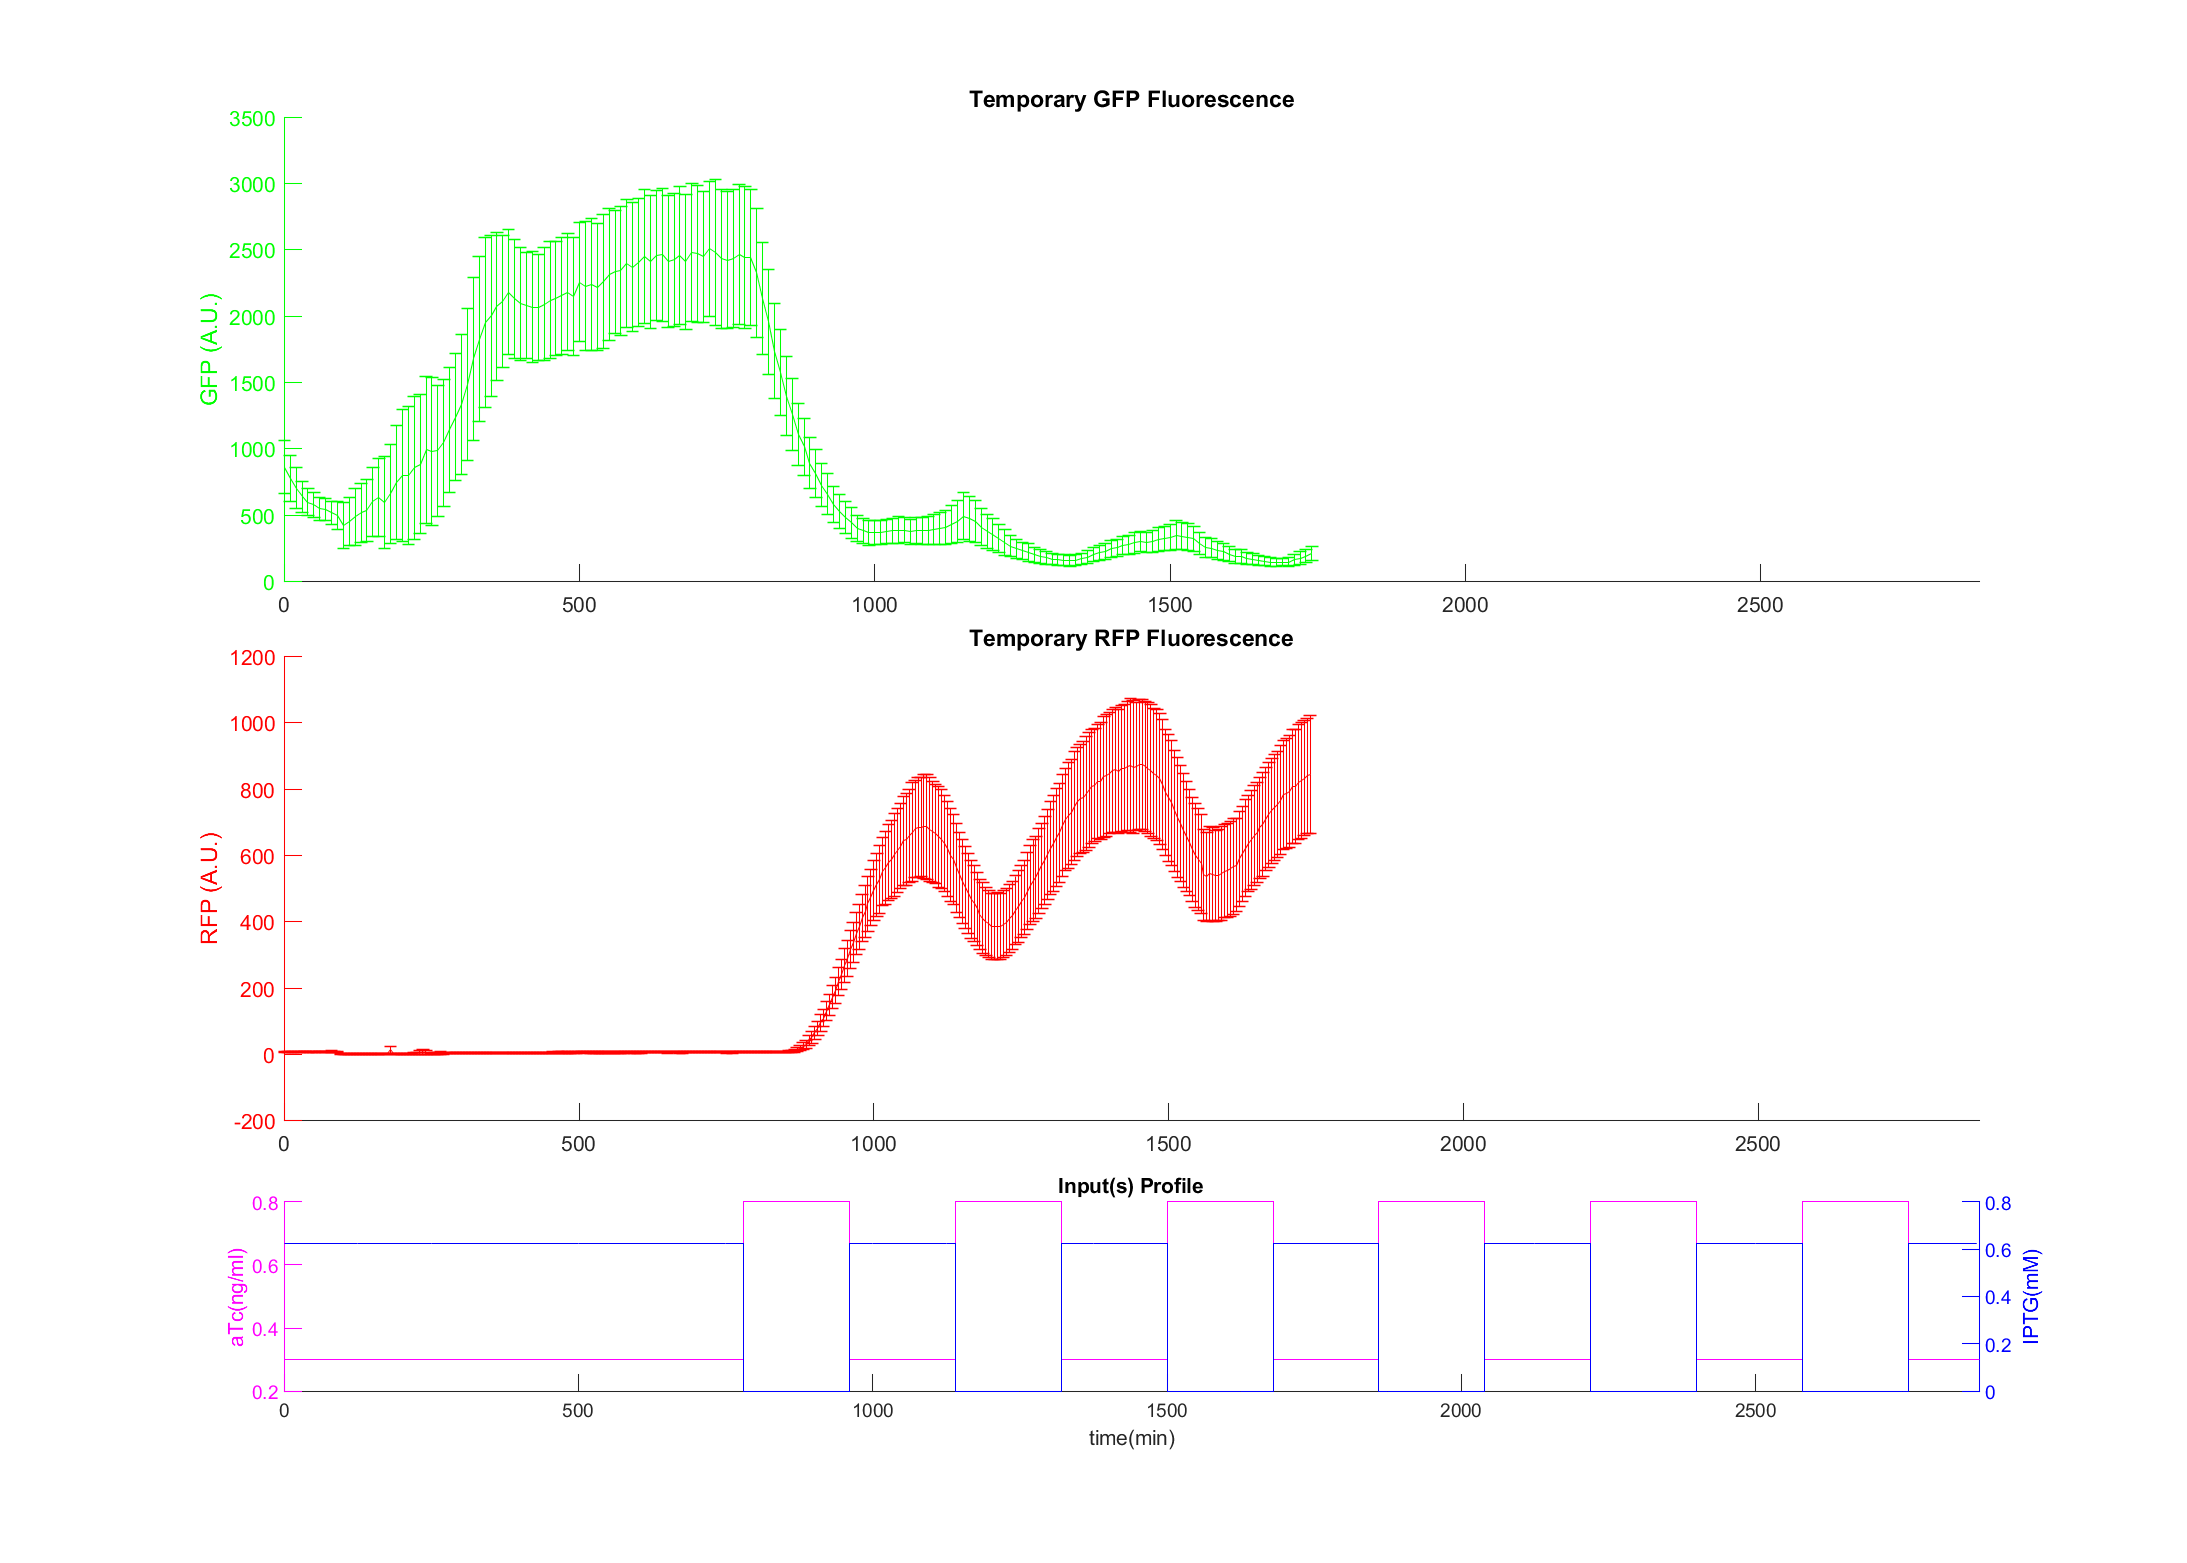 Temporary GFP Fluorescence
3500
3000
2500
2000
1500
1000
500
0
GFP (A.U.)
0 500 1000 1500 2000 2500
Temporary RFP Fluorescence
1200
1000
800
600
400
200
0
-200
RFP (A.U.)
0 500 1000 1500 2000 2500
Input(s) Profile
0.8
0.6
0.4
0.2
aTc(ng/ml)
0.8
0.6
0.4
0.2
0
IPTG(mM)
0 500 1000 1500 2000 2500
time(min)